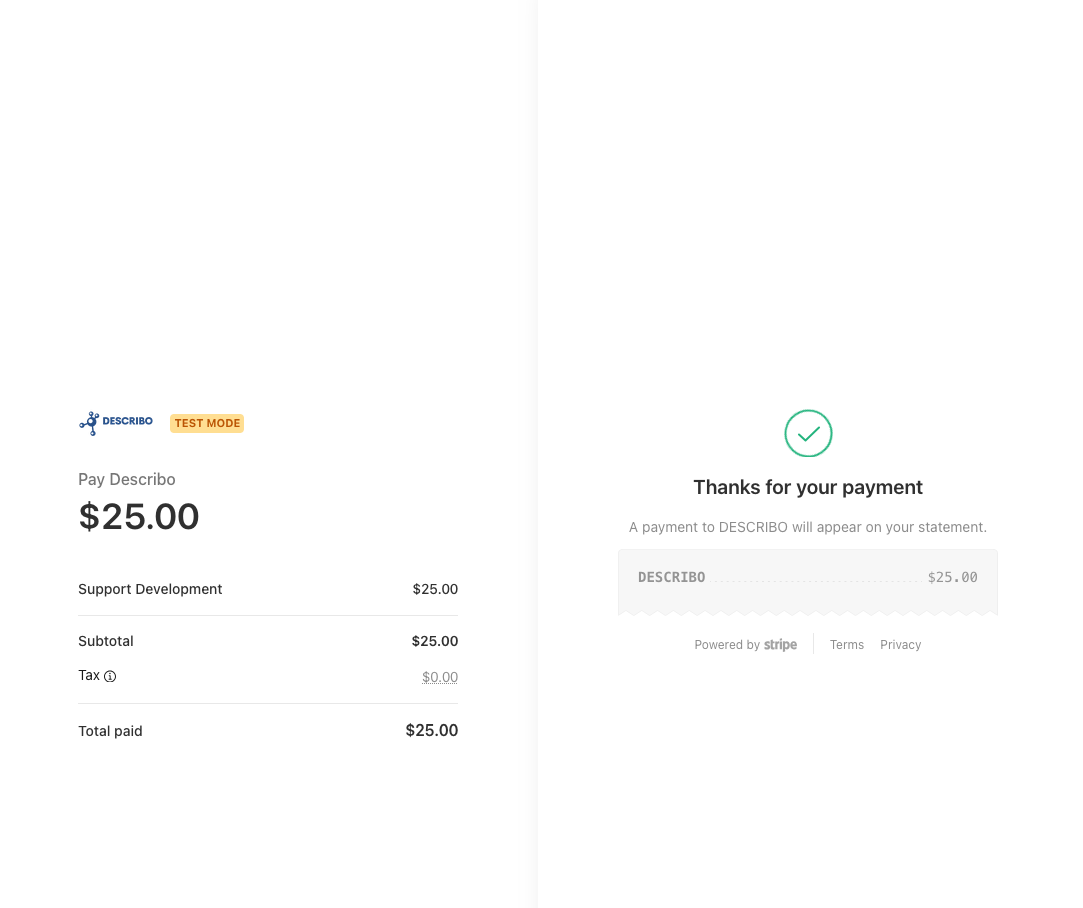 DESCRIBO TEST MODE
Pay Describo
$25.00
Support Development $25.00
Subtotal $25.00
Tax $0.00
Total paid $25.00
Thanks for your payment
A payment to DESCRIBO will appear on your statement.
DESCRIBO $25.00
Powered by stripe Terms Privacy